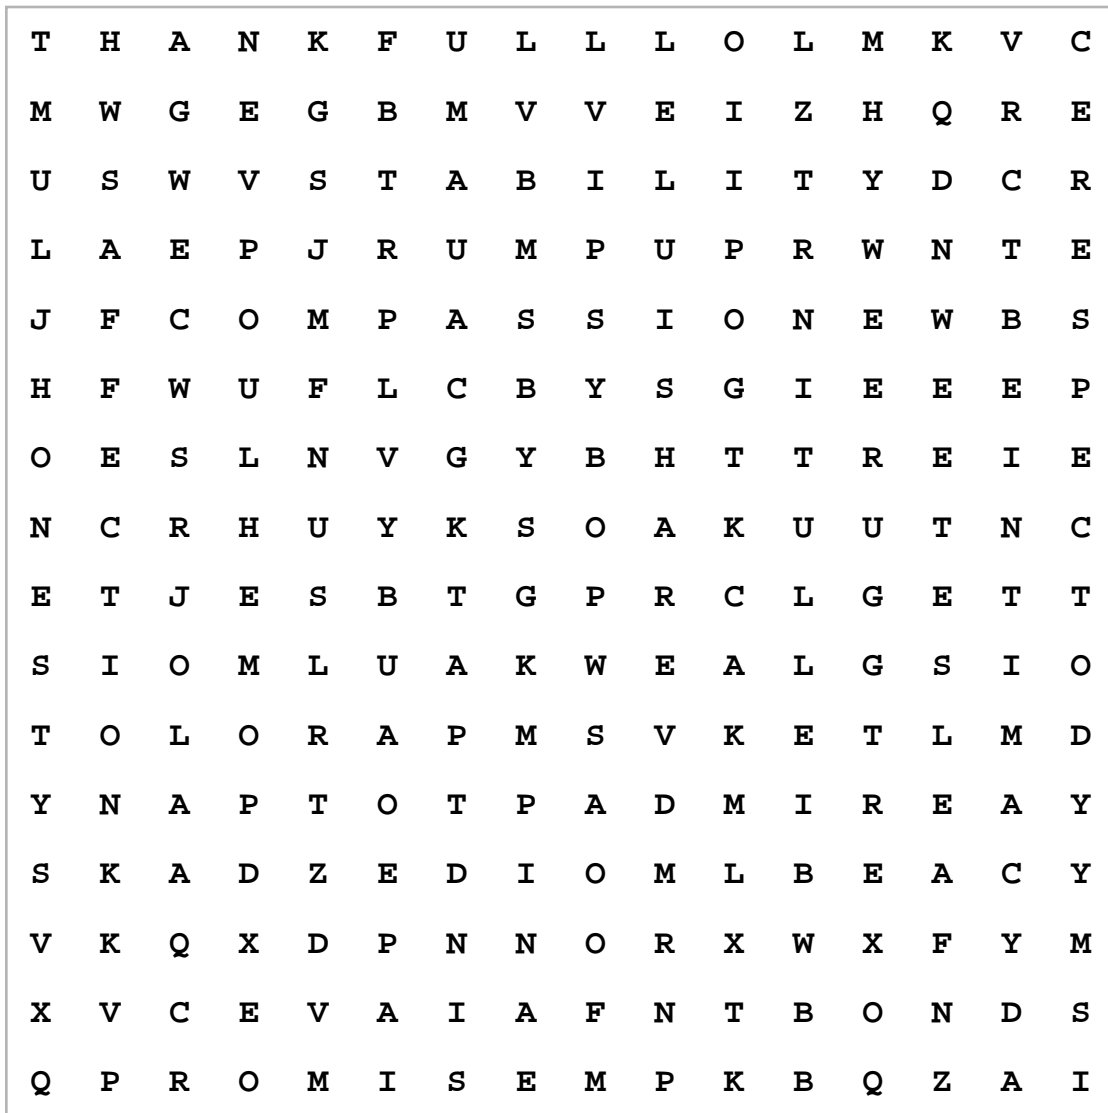 T H A N K F U L L L O L M K V C
M W G E G B M V V E I Z H Q R E
U S W V S T A B I L I T Y D C R
L A E P J R U M P U P R W N T E
J F C O M P A S S I O N E W B S
H F W U F L C B Y S G I E E E P
O E S L N V G Y B H T T R E I E
N C R H U Y K S O A K U U T N C
E T J E S B T G P R C L G E T T
S I O M L U A K W E A L G S I O
T O L O R A P M S V K E T L M D
Y N A P T O T P A D M I R E A Y
S K A D Z E D I O M L B E A C Y
V K Q X D P N N O R X W X F Y M
X V C E V A I A F N T B O N D S
Q P R O M I S E M P K B Q Z A I